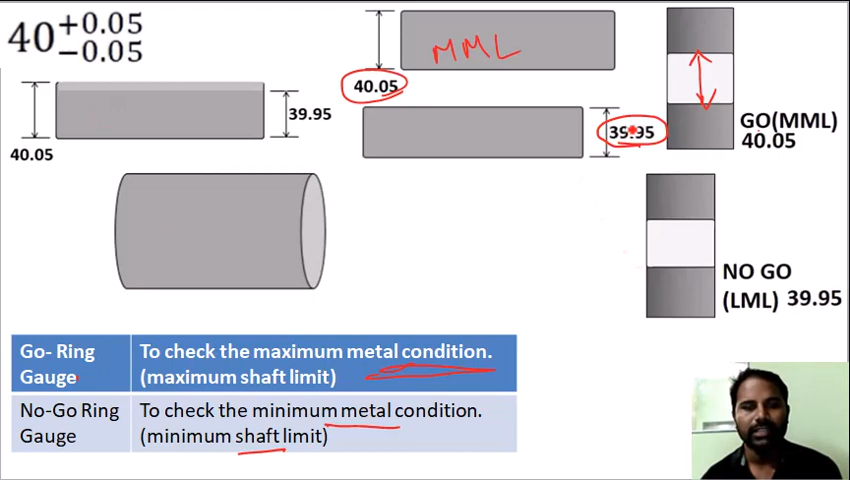 40 +0.05
−0.05
MML
40.05
39.95
40.05
39.95
GO(MML)
40.05
NO GO
(LML) 39.95
Go- Ring Gauge
To check the maximum metal condition.
(maximum shaft limit)
No-Go Ring Gauge
To check the minimum metal condition.
(minimum shaft limit)